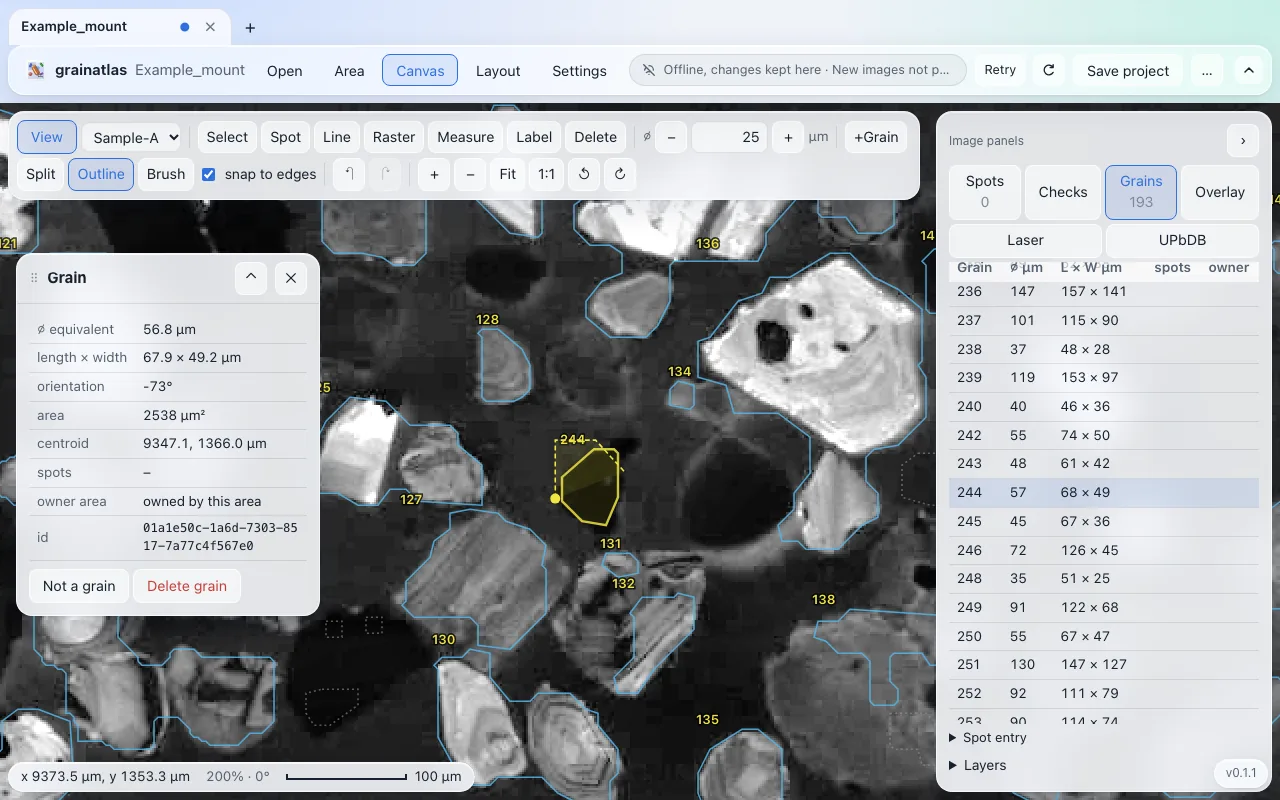 Example_mount
grainatlas Example_mount Open Area Canvas Layout Settings Offline, changes kept here · New images not p... Retry Save project ...
View Sample-A Select Spot Line Raster Measure Label Delete ⌀ − 25 + μm +Grain
Split Outline Brush snap to edges + − Fit 1:1
Image panels
Spots 0
Checks
Grains 193
Overlay
Laser UPbDB
Grain ⌀ μm L × W μm spots owner
236 147 157 × 141
237 101 115 × 90
238 37 48 × 28
239 119 153 × 97
240 40 46 × 36
242 55 74 × 50
243 48 61 × 42
244 57 68 × 49
245 45 67 × 36
246 72 126 × 45
248 35 51 × 25
249 91 122 × 68
250 55 67 × 47
251 130 147 × 127
252 92 111 × 79
253 90 114 × 74
Spot entry
Layers
v0.1.1
Grain
⌀ equivalent 56.8 μm
length × width 67.9 × 49.2 μm
orientation -73°
area 2538 μm²
centroid 9347.1, 1366.0 μm
spots –
owner area owned by this area
id 01a1e50c-1a6d-7303-85
17-7a77c4f567e0
Not a grain Delete grain
121
136
14
128
134
25
244
127
131
132
138
130
135
x 9373.5 μm, y 1353.3 μm 200% · 0° 100 μm